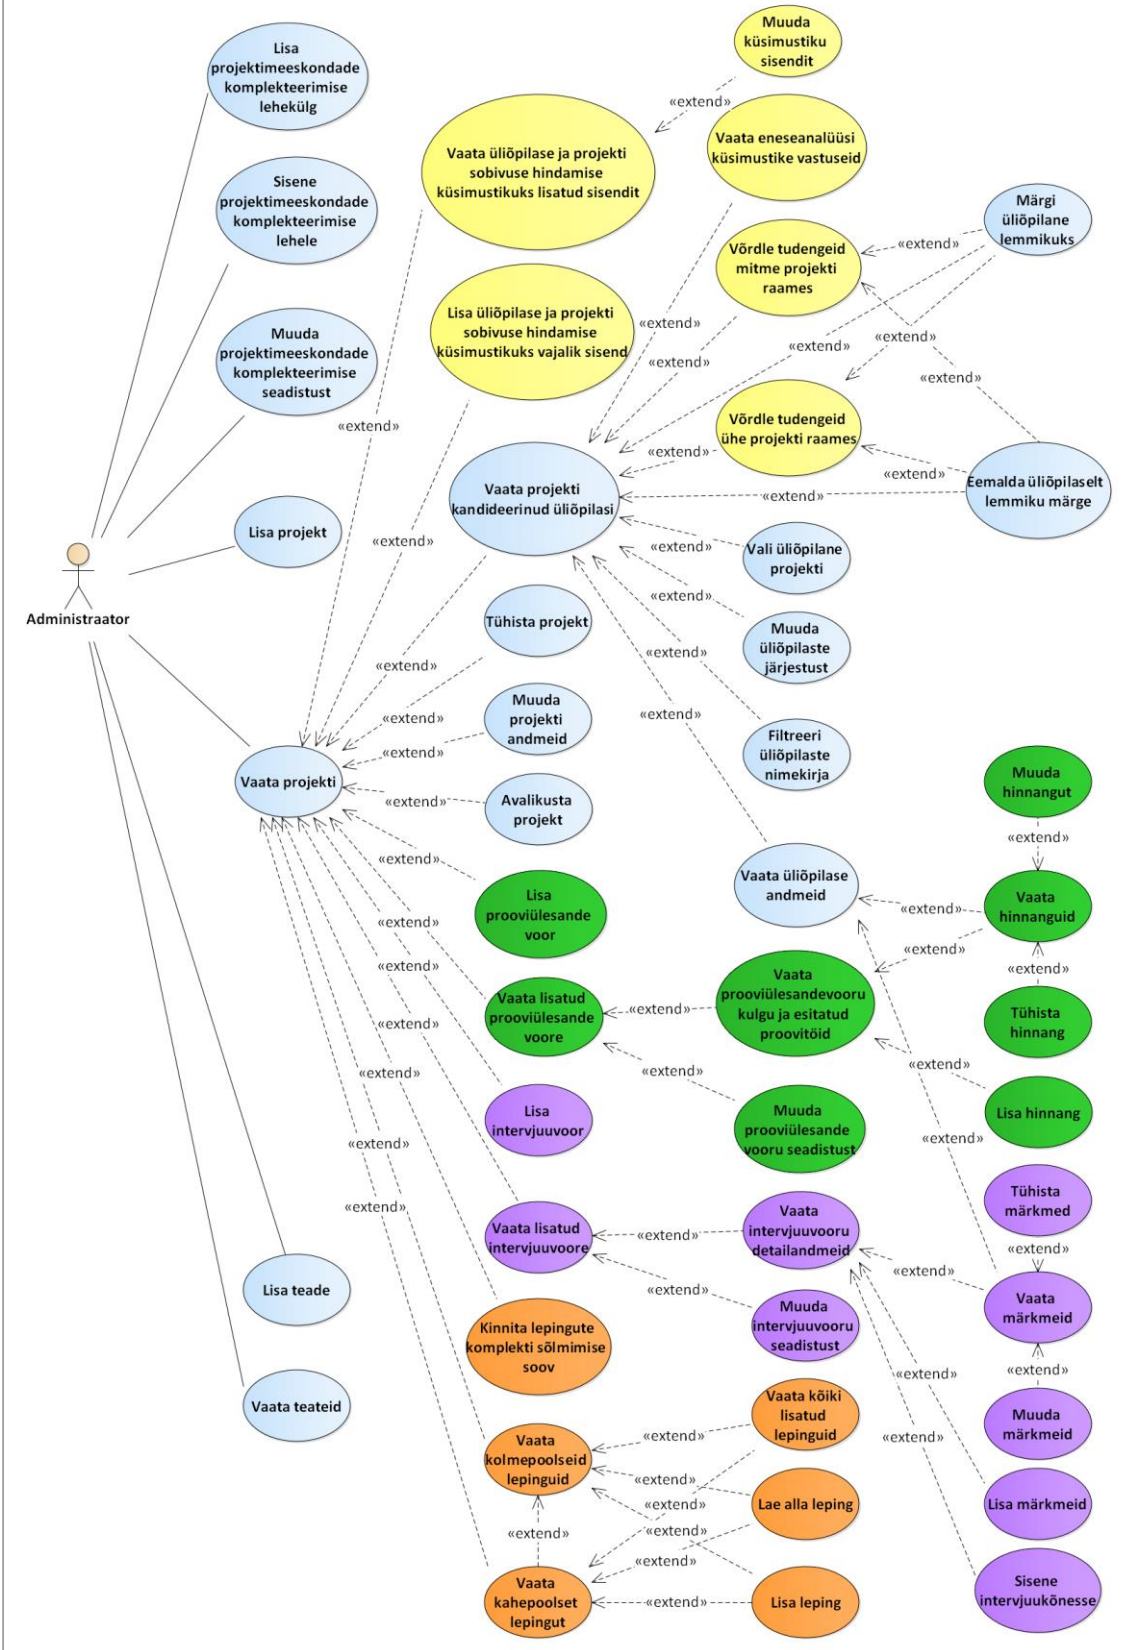 Muuda
küsimustiku
sisendit
Lisa
projektimeeskondade
komplekteerimise
lehekülg
«extend»
Vaata eneseanalüüsi
küsimustike vastuseid
Vaata üliõpilase ja projekti
sobivuse hindamise
küsimustikuks lisatud sisendit
Sisene
projektimeeskondade
komplekteerimise
lehele
Märgi
üliõpilane
lemmikuks
Võrdle tudengeid
mitme projekti
raames
«extend»
Lisa üliõpilase ja projekti
sobivuse hindamise
küsimustikuks vajalik sisend
Muuda
projektimeeskondade
komplekteerimise
seadistust
«extend»
«extend»
«extend»
«extend»
«extend»
Võrdle tudengeid
ühe projekti raames
«extend»
«extend»
«extend»
«extend»
«extend»
Vaata projekti
kandideerinud üliõpilasi
Eemalda üliõpilaselt
lemmiku märge
Lisa projekt
«extend»
«extend»
Vali üliõpilane
projekti
«extend»
Administraator
Tühista projekt
Muuda
üliõpilaste
järjestust
«extend»
«extend»
«extend»
Muuda
projekti
andmeid
«extend»
«extend»
Filtreeri
üliõpilaste
nimekirja
«extend»
Vaata projekti
Avalikusta
projekt
«extend»
Muuda
hinnangut
«extend»
«extend»
Vaata üliõpilase
andmeid
Lisa
prooviülesande
voor
Vaata
hinnanguid
«extend»
«extend»
«extend»
«extend»
«extend»
Vaata
prooviülesandevooru
kulgu ja esitatud
proovitöid
Vaata lisatud
prooviülesande
voore
«extend»
Tühista
hinnang
«extend»
«extend»
«extend»
«extend»
Lisa
intervjuuvoor
Muuda
prooviülesande
vooru seadistust
Lisa hinnang
«extend»
«extend»
«extend»
Tühista
märkmed
Vaata lisatud
intervjuuvoore
Vaata
intervjuuvooru
detailandmeid
«extend»
«extend»
«extend»
Lisa teade
«extend»
Muuda
intervjuuvooru
seadistust
Vaata
märkmeid
Kinnita lepingute
komplekti sõlmimise
soov
«extend»
«extend»
Vaata teateid
Vaata kõiki
lisatud
lepinguid
Muuda
märkmeid
Vaata
kolmepoolseid
lepinguid
«extend»
«extend»
«extend»
Lae alla leping
«extend»
Lisa märkmeid
«extend»
«extend»
«extend»
Vaata
kahepoolset
lepingut
«extend»
Lisa leping
Sisene
intervjuukõnesse